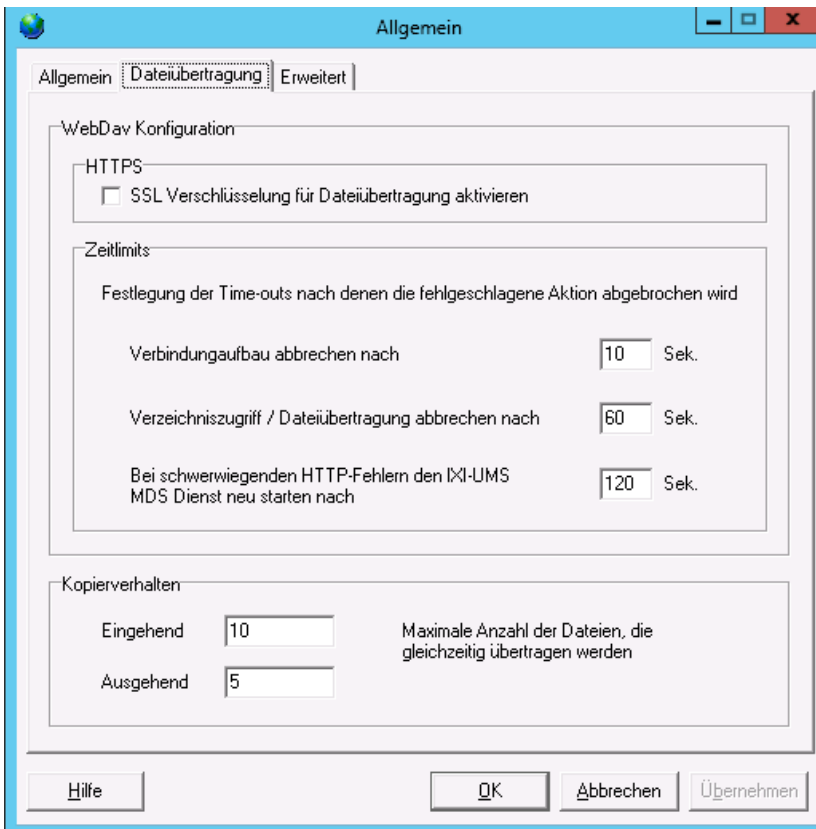 Allgemein
Allgemein Dateiübertragung Erweitert
WebDav Konfiguration
HTTPS
SSL Verschlüsselung für Dateiübertragung aktivieren
Zeitlimits
Festlegung der Time-outs nach denen die fehlgeschlagene Aktion abgebrochen wird
Verbindungaufbau abbrechen nach 10 Sek.
Verzeichniszugriff / Dateiübertragung abbrechen nach 60 Sek.
Bei schwerwiegenden HTTP-Fehlern den IXI-UMS
MDS Dienst neu starten nach 120 Sek.
Kopierverhalten
Eingehend 10 Maximale Anzahl der Dateien, die
gleichzeitig übertragen werden
Ausgehend 5
Hilfe OK Abbrechen Übernehmen